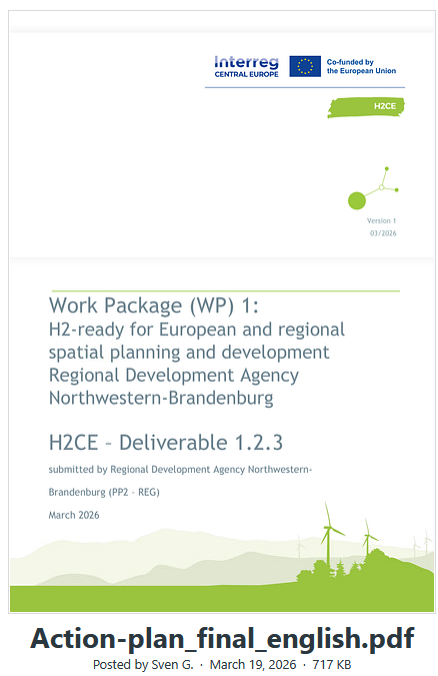 Interreg
CENTRAL EUROPE
Co-funded by
the European Union
H2CE
Version 1
03/2026
Work Package (WP) 1:
H2-ready for European and regional
spatial planning and development
Regional Development Agency
Northwestern-Brandenburg
H2CE – Deliverable 1.2.3
submitted by Regional Development Agency Northwestern-
Brandenburg (PP2 – REG)
March 2026
Action-plan_final_english.pdf
Posted by Sven G. · March 19, 2026 · 717 KB